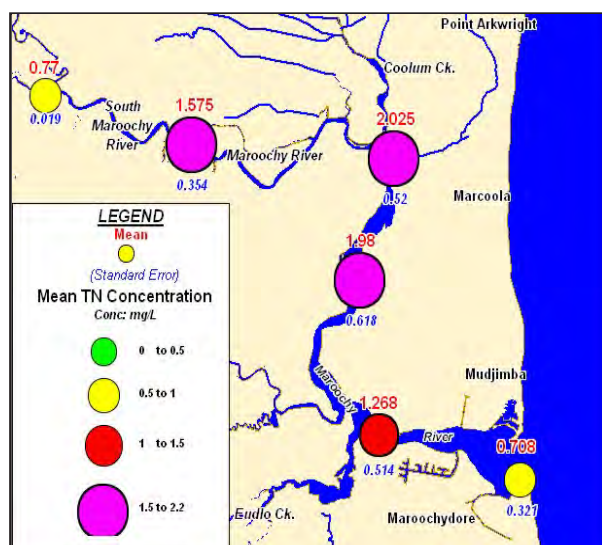 Point Arkwright
0.77
Coolum Ck.
South
Maroochy
River
0.019
1.575
Maroochy River
0.354
2.025
0.52
Marcoola
LEGEND
Mean
(Standard Error)
Mean TN Concentration
Conc: mg/L
0 to 0.5
0.5 to 1
1 to 1.5
1.5 to 2.2
1.98
0.618
Mudjimba
Maroochy
River
1.268
0.514
0.708
0.321
Eudlo Ck.
Maroochydore